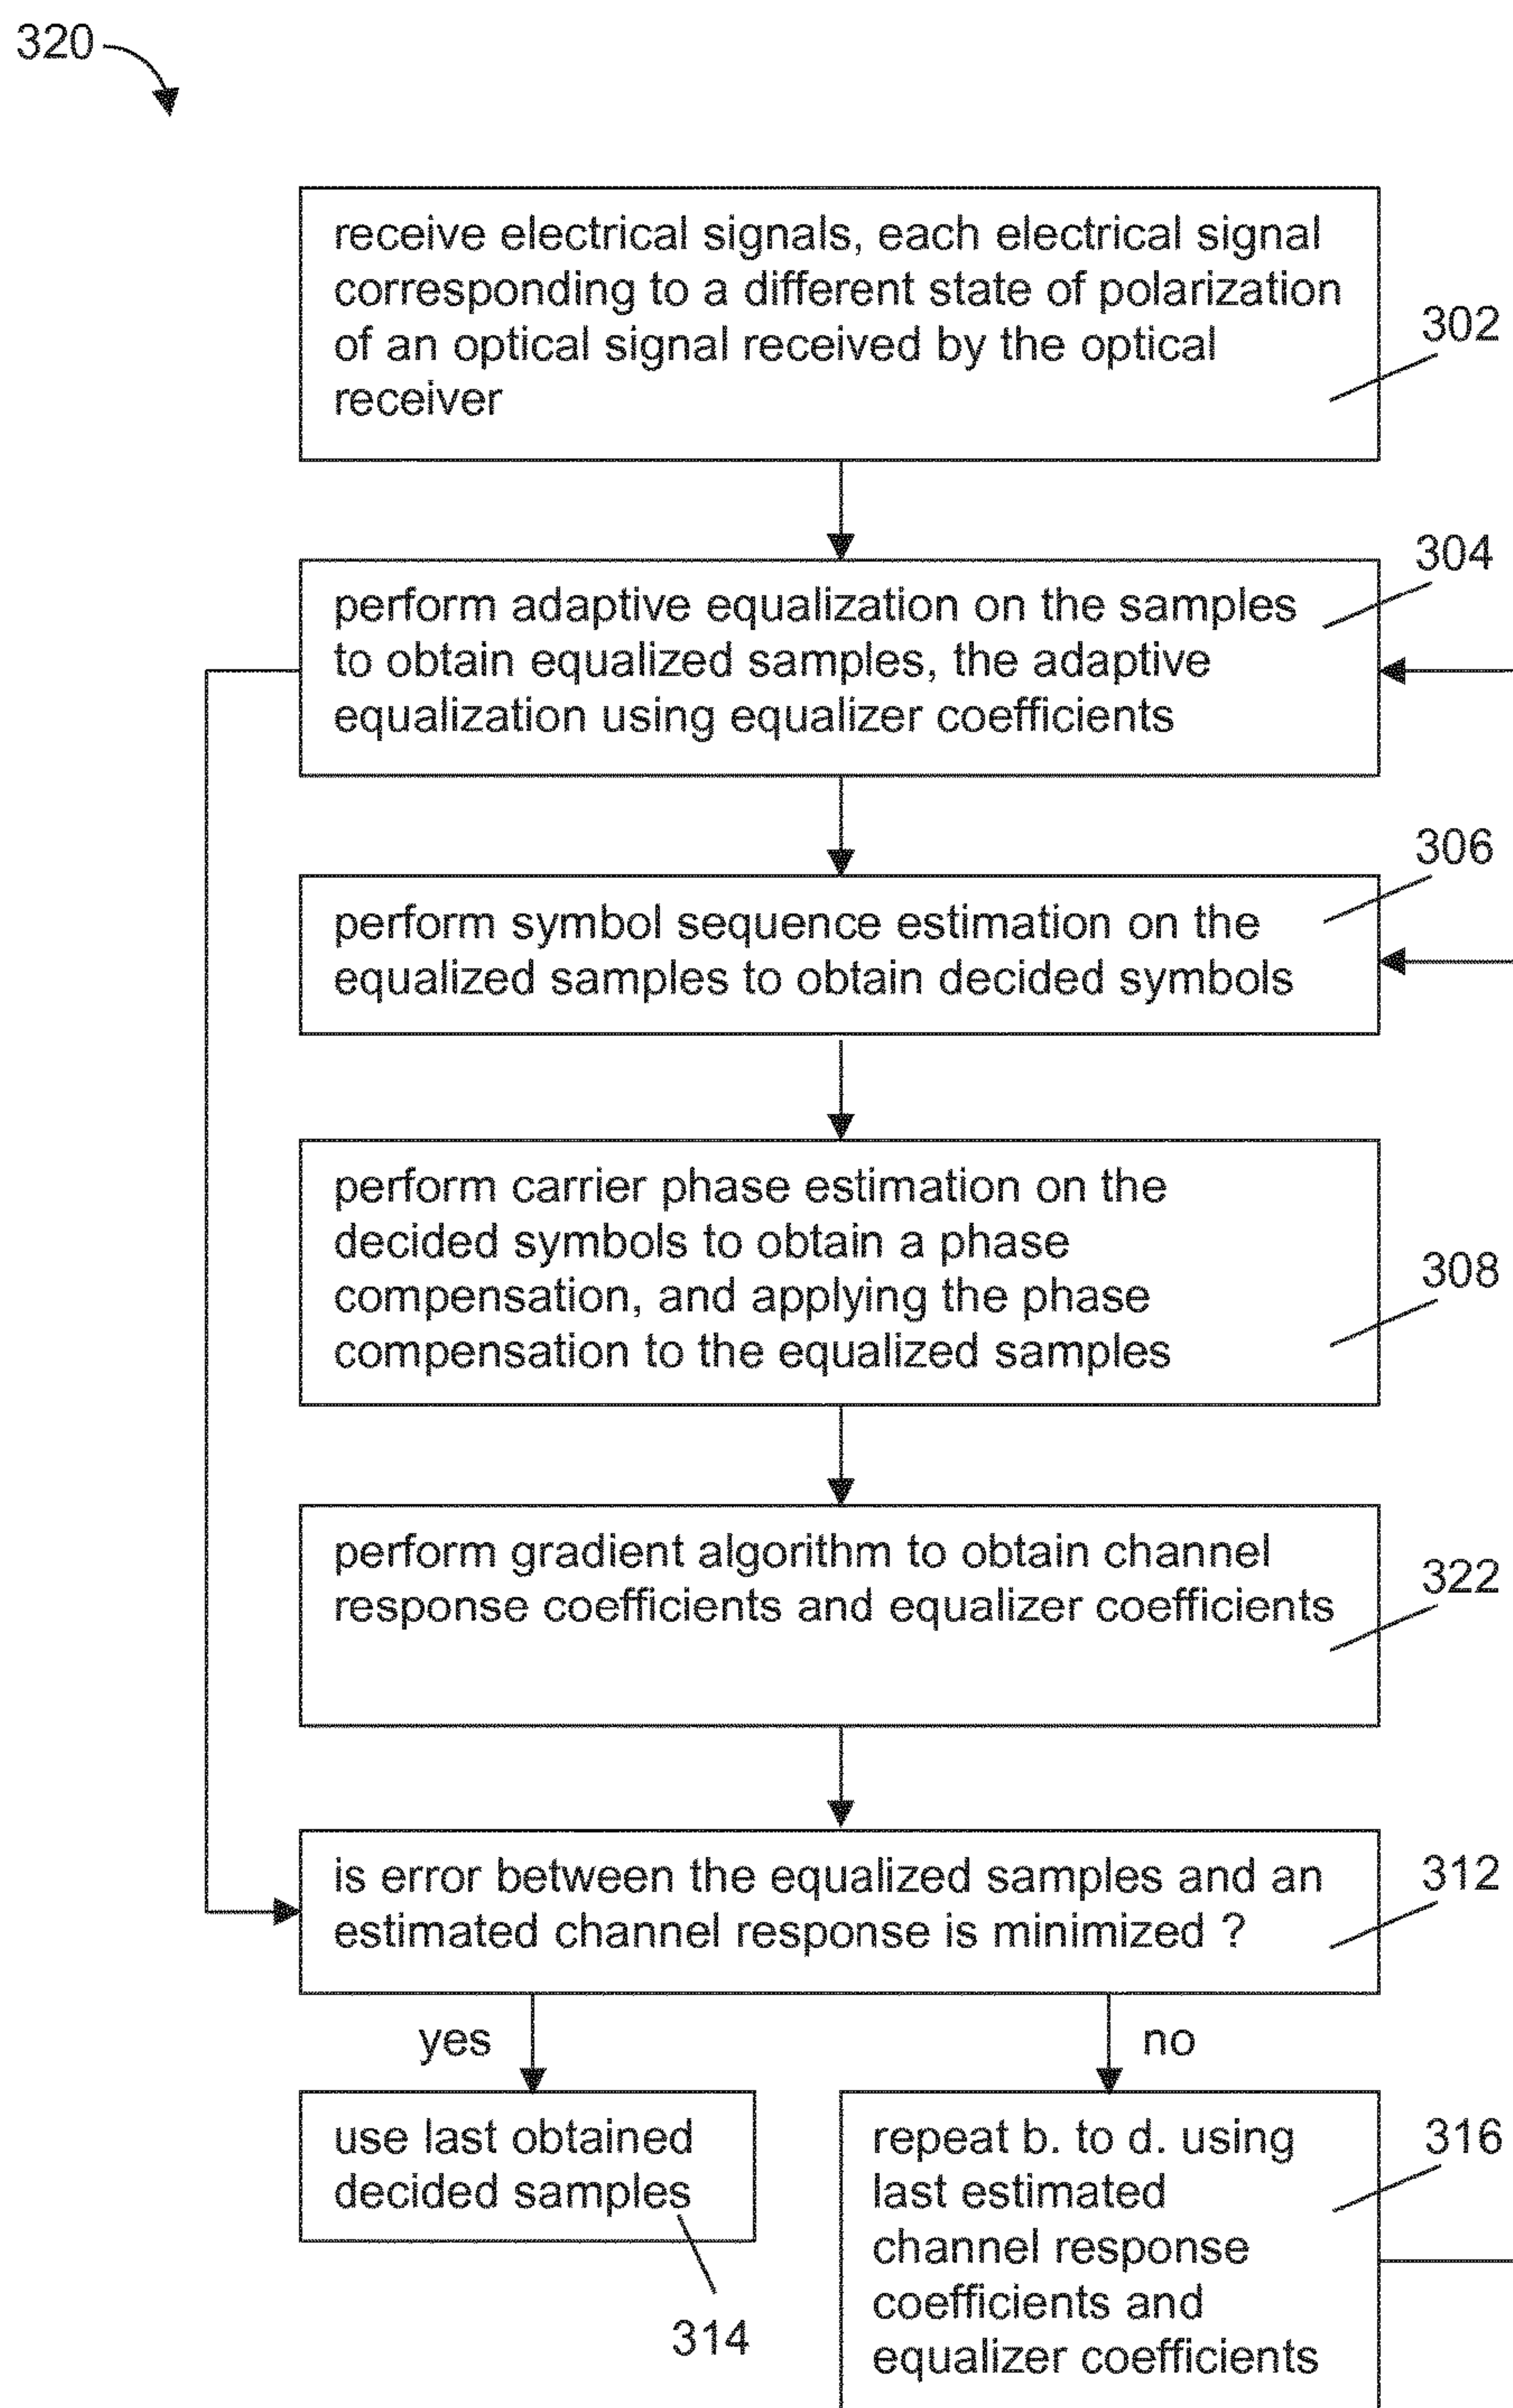 320
receive electrical signals, each electrical signal
corresponding to a different state of polarization
of an optical signal received by the optical
receiver
302
perform adaptive equalization on the samples
to obtain equalized samples, the adaptive
equalization using equalizer coefficients
304
perform symbol sequence estimation on the
equalized samples to obtain decided symbols
306
perform carrier phase estimation on the
decided symbols to obtain a phase
compensation, and applying the phase
compensation to the equalized samples
308
perform gradient algorithm to obtain channel
response coefficients and equalizer coefficients
322
is error between the equalized samples and an
estimated channel response is minimized ?
312
yes
no
use last obtained
decided samples
314
repeat b. to d. using
last estimated
channel response
coefficients and
equalizer coefficients
316